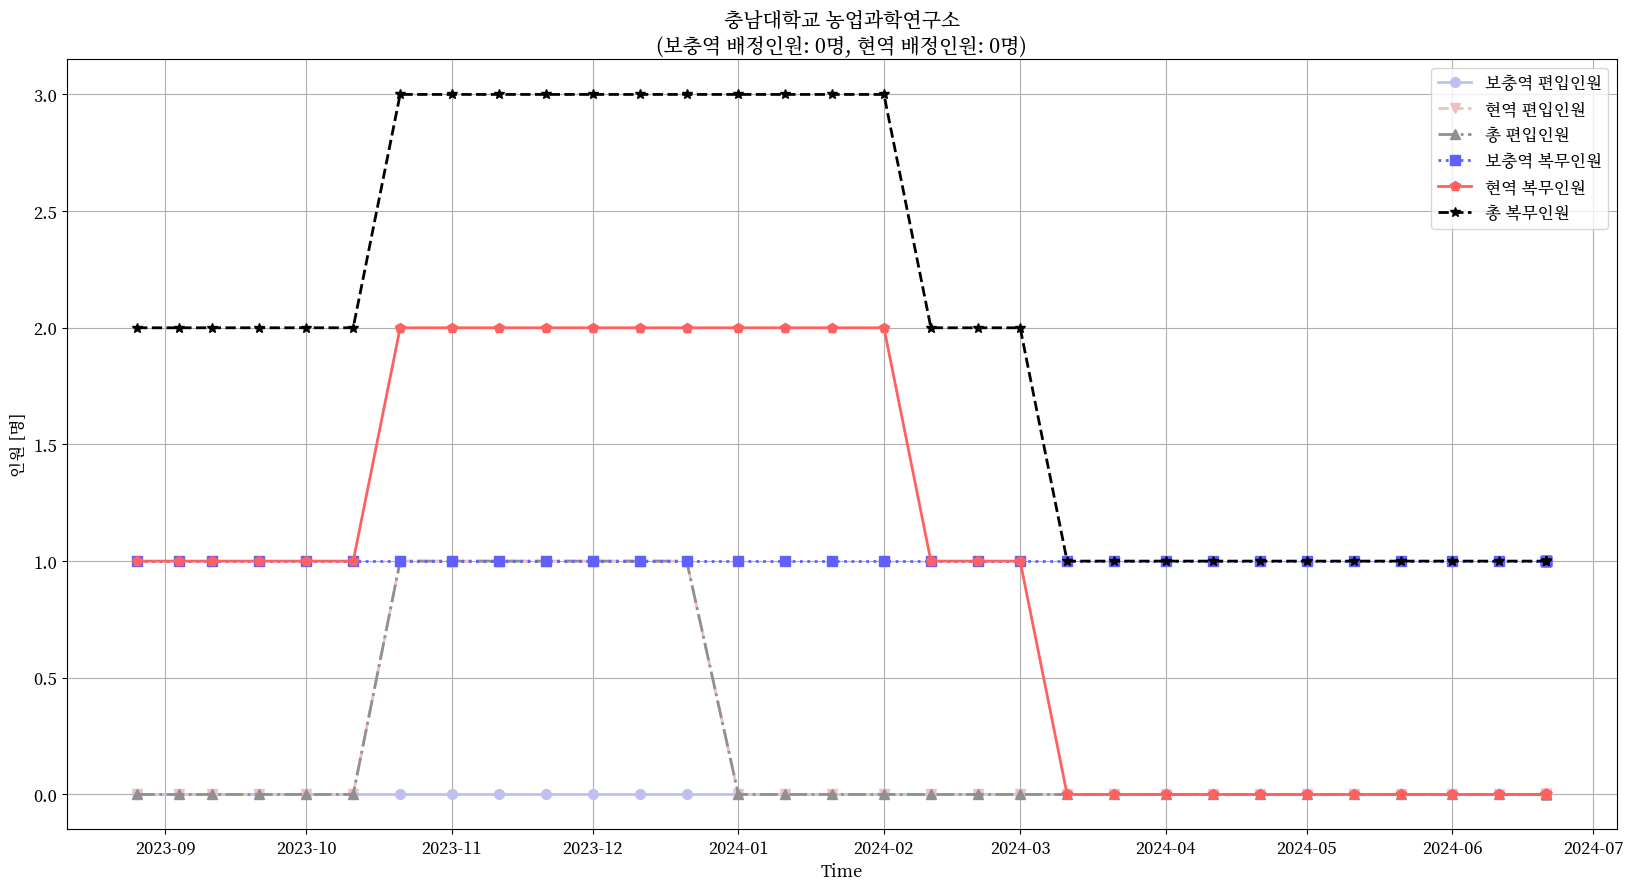 충남대학교 농업과학연구소
(보충역 배정인원: 0명, 현역 배정인원: 0명)
보충역 편입인원
현역 편입인원
총 편입인원
보충역 복무인원
현역 복무인원
총 복무인원
인원 [명]
3.0
2.5
2.0
1.5
1.0
0.5
0.0
2023-09
2023-10
2023-11
2023-12
2024-01
2024-02
2024-03
2024-04
2024-05
2024-06
2024-07
Time